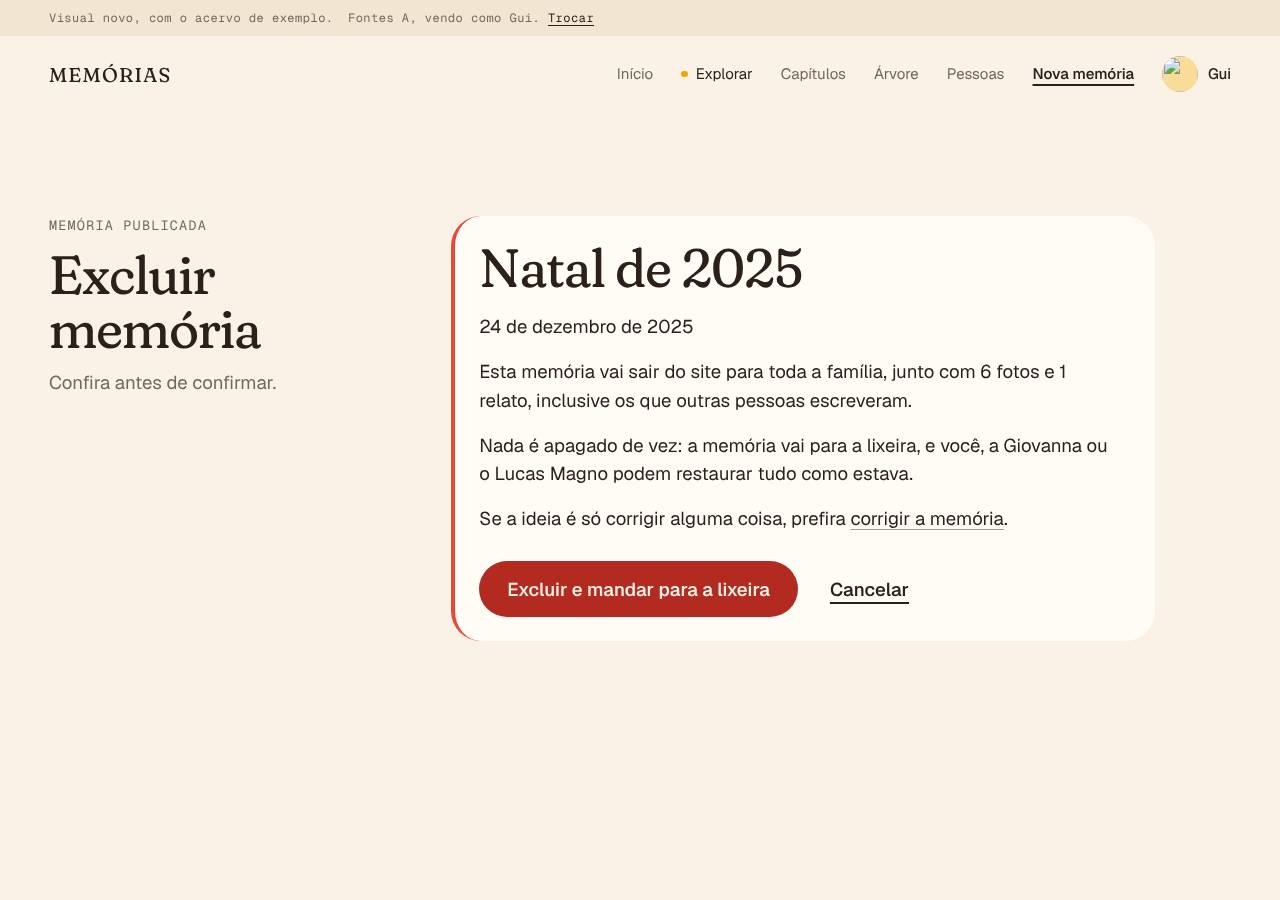 Visual novo, com o acervo de exemplo. Fontes A, vendo como Gui. Trocar
MEMÓRIAS
Início
Explorar
Capítulos
Árvore
Pessoas
Nova memória
Gui
MEMÓRIA PUBLICADA
Excluir
memória
Confira antes de confirmar.
Natal de 2025
24 de dezembro de 2025
Esta memória vai sair do site para toda a família, junto com 6 fotos e 1
relato, inclusive os que outras pessoas escreveram.
Nada é apagado de vez: a memória vai para a lixeira, e você, a Giovanna ou
o Lucas Magno podem restaurar tudo como estava.
Se a ideia é só corrigir alguma coisa, prefira corrigir a memória.
Excluir e mandar para a lixeira
Cancelar